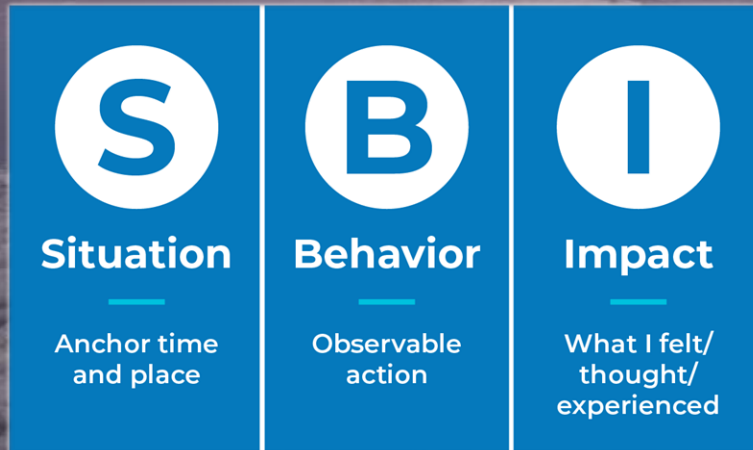 S
Situation
Anchor time
and place
B
Behavior
Observable
action
I
Impact
What I felt/
thought/
experienced